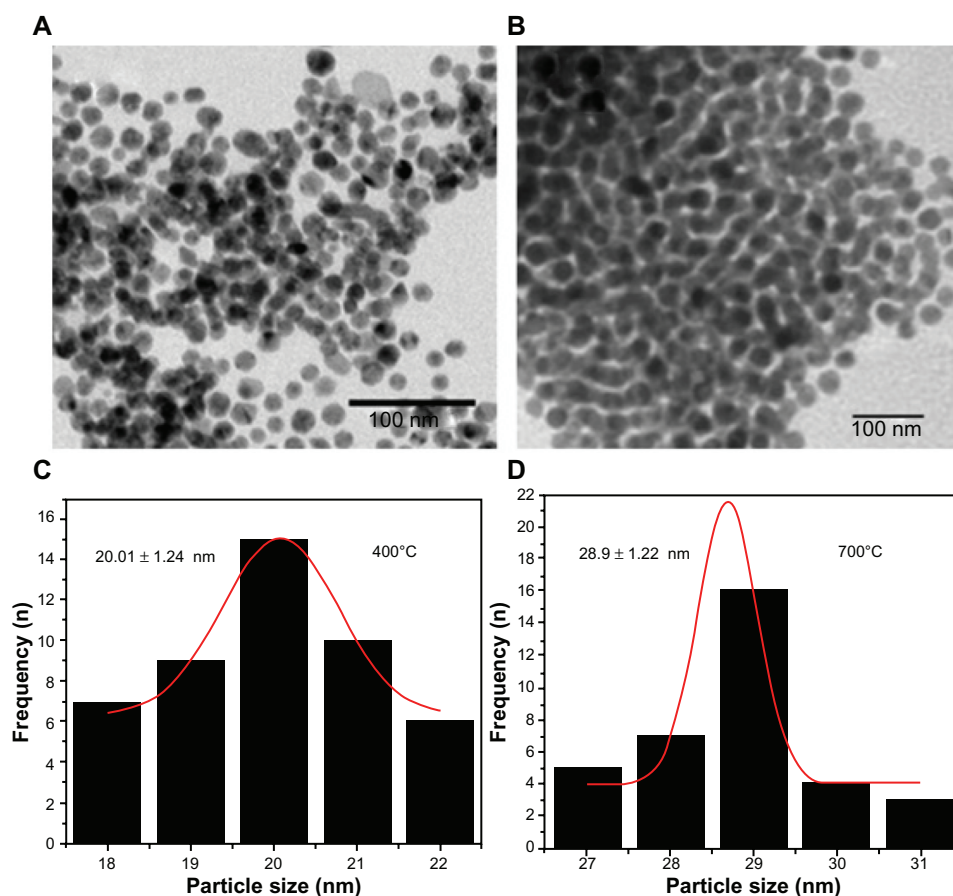 A
B
100 nm
100 nm
C
D
16
14
12
10
8
6
4
2
0
20.01 ± 1.24 nm
400°C
Frequency (n)
18
19
20
21
22
Particle size (nm)
22
20
18
16
14
12
10
8
6
4
2
0
28.9 ± 1.22 nm
700°C
Frequency (n)
27
28
29
30
31
Particle size (nm)